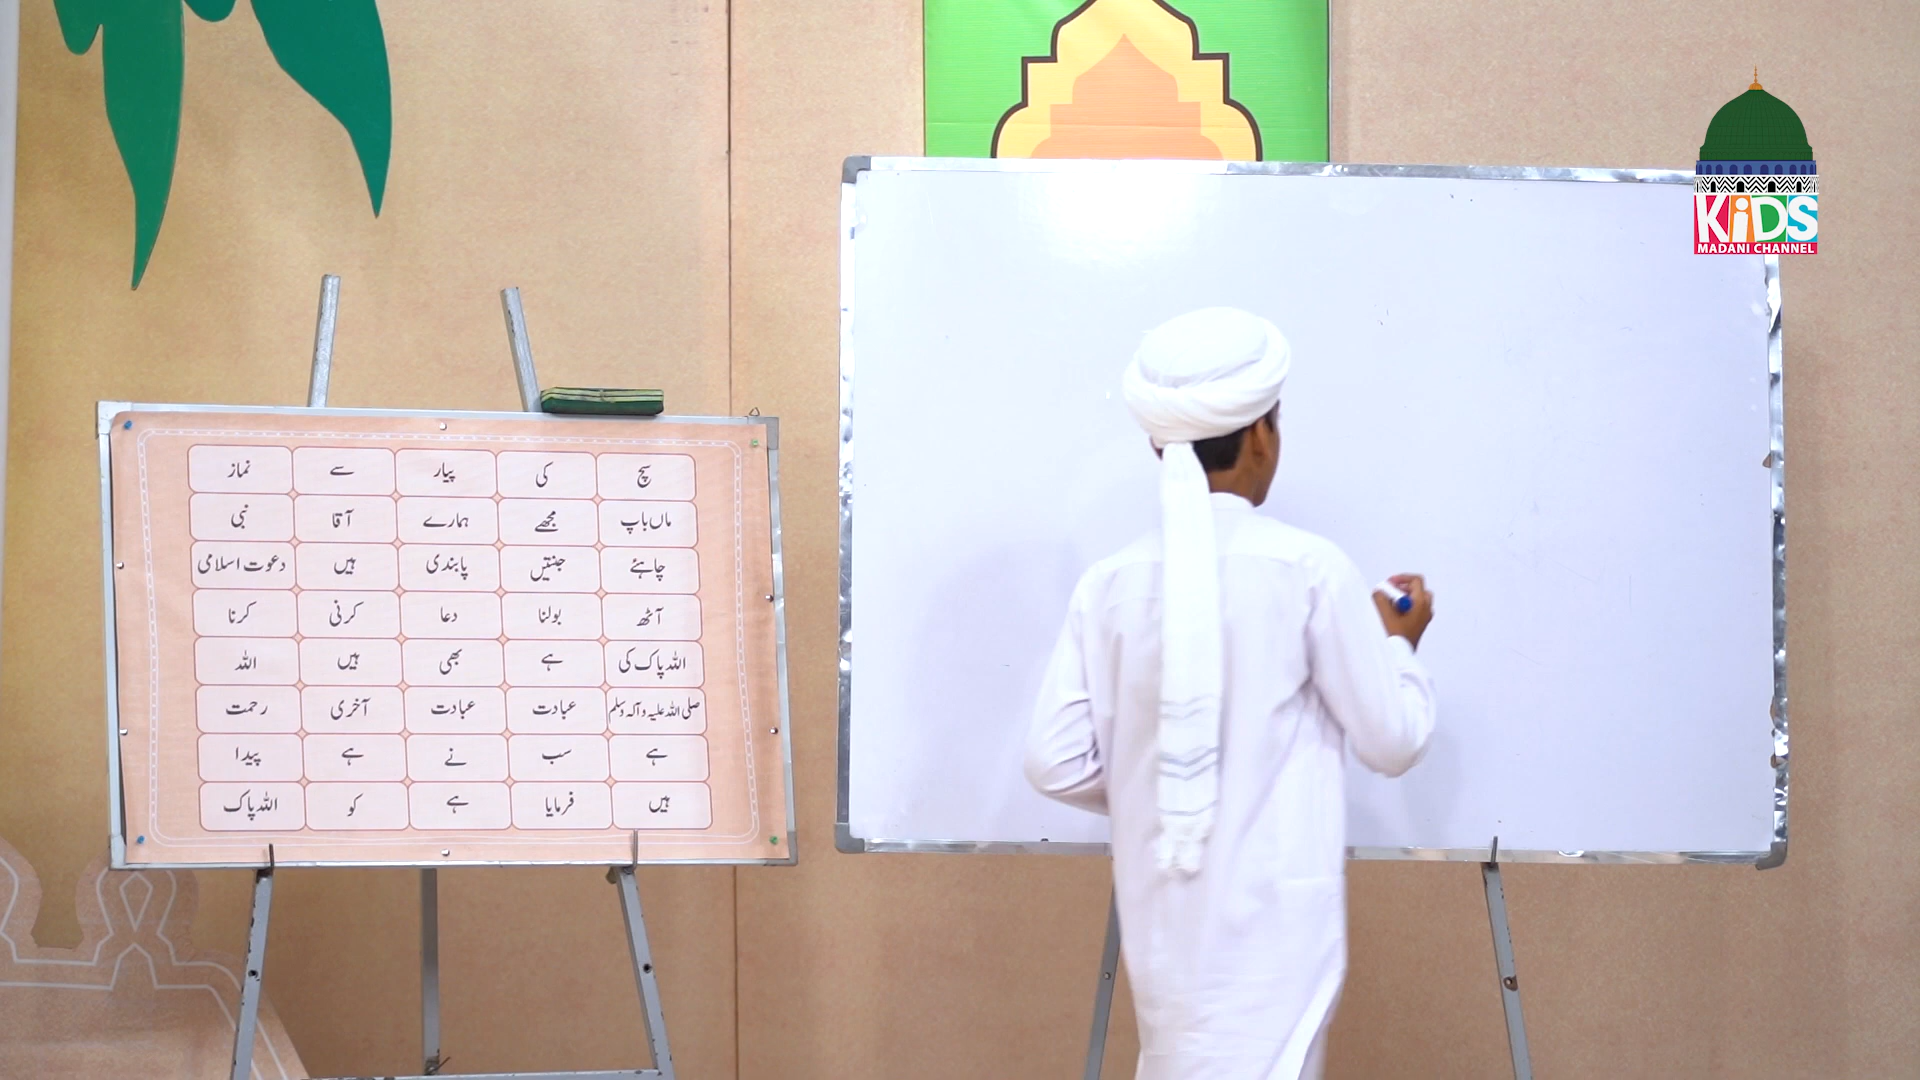 سچ کی پیار سے نماز
ماں باپ مجھے ہمارے آقا نبی
چاہئے جنتیں پابندی ہیں دعوت اسلامی
آٹھ بولنا دعا کرنی کرنا
اللہ پاک کی ہے بھی ہیں اللہ
صلی اللہ علیہ واٰلہٖ وسلم عبادت عبادت آخری رحمت
ہے سب نے ہے پیدا
ہیں فرمایا ہے کو اللہ پاک
KiDS
MADANI CHANNEL